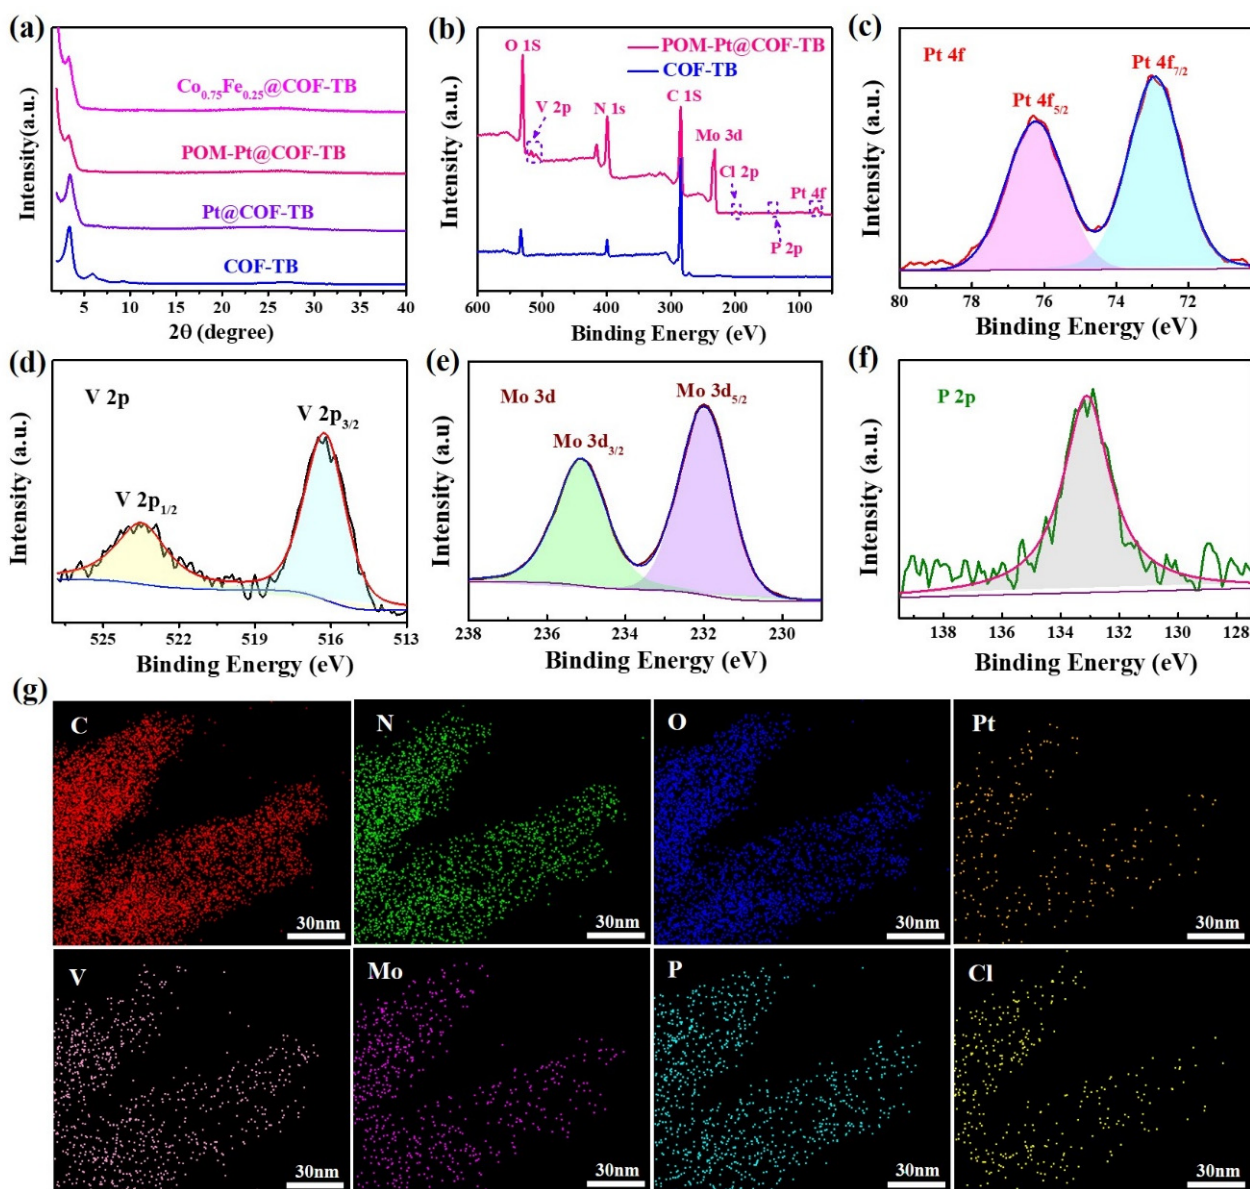 (a)
Intensity(a.u.)
Co0.75Fe0.25@COF-TB
POM-Pt@COF-TB
Pt@COF-TB
COF-TB
5 10 15 20 25 30 35 40
2θ (degree)
(b)
Intensity (a.u.)
O 1S
V 2p
N 1s
C 1S
Mo 3d
Cl 2p
P 2p
Pt 4f
POM-Pt@COF-TB
COF-TB
600 500 400 300 200 100
Binding Energy (eV)
(c)
Intensity (a.u.)
Pt 4f
Pt 4f5/2
Pt 4f7/2
80 78 76 74 72
Binding Energy (eV)
(d)
Intensity (a.u.)
V 2p
V 2p1/2
V 2p3/2
525 522 519 516 513
Binding Energy (eV)
(e)
Intensity (a.u.)
Mo 3d
Mo 3d3/2
Mo 3d5/2
238 236 234 232 230
Binding Energy (eV)
(f)
Intensity (a.u.)
P 2p
138 136 134 132 130 128
Binding Energy (eV)
(g)
C
30nm
N
30nm
O
30nm
Pt
30nm
V
30nm
Mo
30nm
P
30nm
Cl
30nm